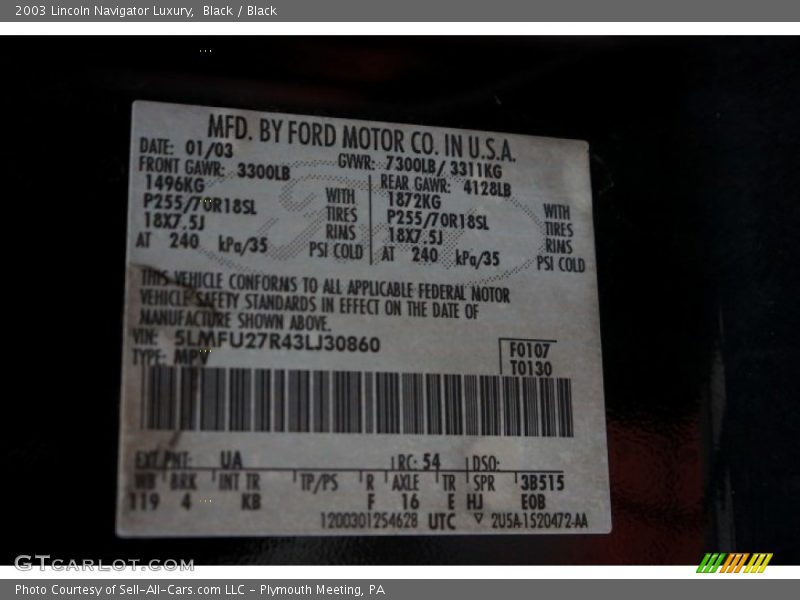 2003 Lincoln Navigator Luxury,  Black / Black
MFD. BY FORD MOTOR CO. IN U.S.A.
DATE: 01/03
GVWR: 7300LB/ 3311KG
FRONT GAWR: 3300LB
1496KG
P255/70R18SL
18X7.5J
AT 240 kPa/35
WITH
TIRES
RIMS
PSI COLD
REAR GAWR: 4128LB
1872KG
P255/70R18SL
18X7.5J
AT 240 kPa/35
WITH
TIRES
RIMS
PSI COLD
THIS VEHICLE CONFORMS TO ALL APPLICABLE FEDERAL MOTOR
VEHICLE SAFETY STANDARDS IN EFFECT ON THE DATE OF
MANUFACTURE SHOWN ABOVE.
VIN: 5LMFU27R43LJ30860
TYPE: MPV
F0107
T0130
EXT PNT: UA RC: 54 DSO:
WB BRK INT TR TP/PS R AXLE TR SPR 3B515
119 4 KB F 16 E HJ EOB
1200301254628 UTC ▽ 2U5A-1520472-AA
GTCARLOT.COM
Photo Courtesy of Sell-All-Cars.com LLC - Plymouth Meeting, PA